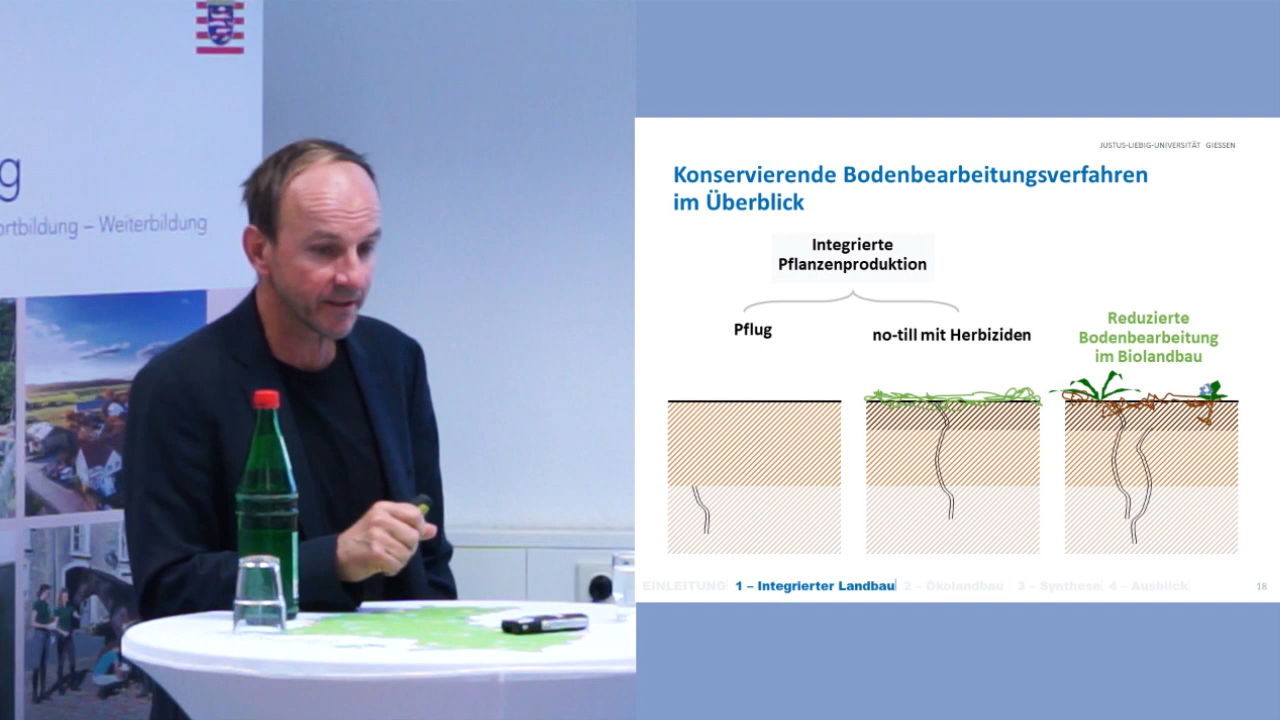 g
ortbildung – Weiterbildung
JUSTUS-LIEBIG-UNIVERSITÄT GIESSEN
Konservierende Bodenbearbeitungsverfahren
im Überblick
Integrierte
Pflanzenproduktion
Pflug
no-till mit Herbiziden
Reduzierte
Bodenbearbeitung
im Biolandbau
EINLEITUNG 1 – Integrierter Landbau 2 – Ökolandbau 3 – Synthese 4 – Ausblick
18